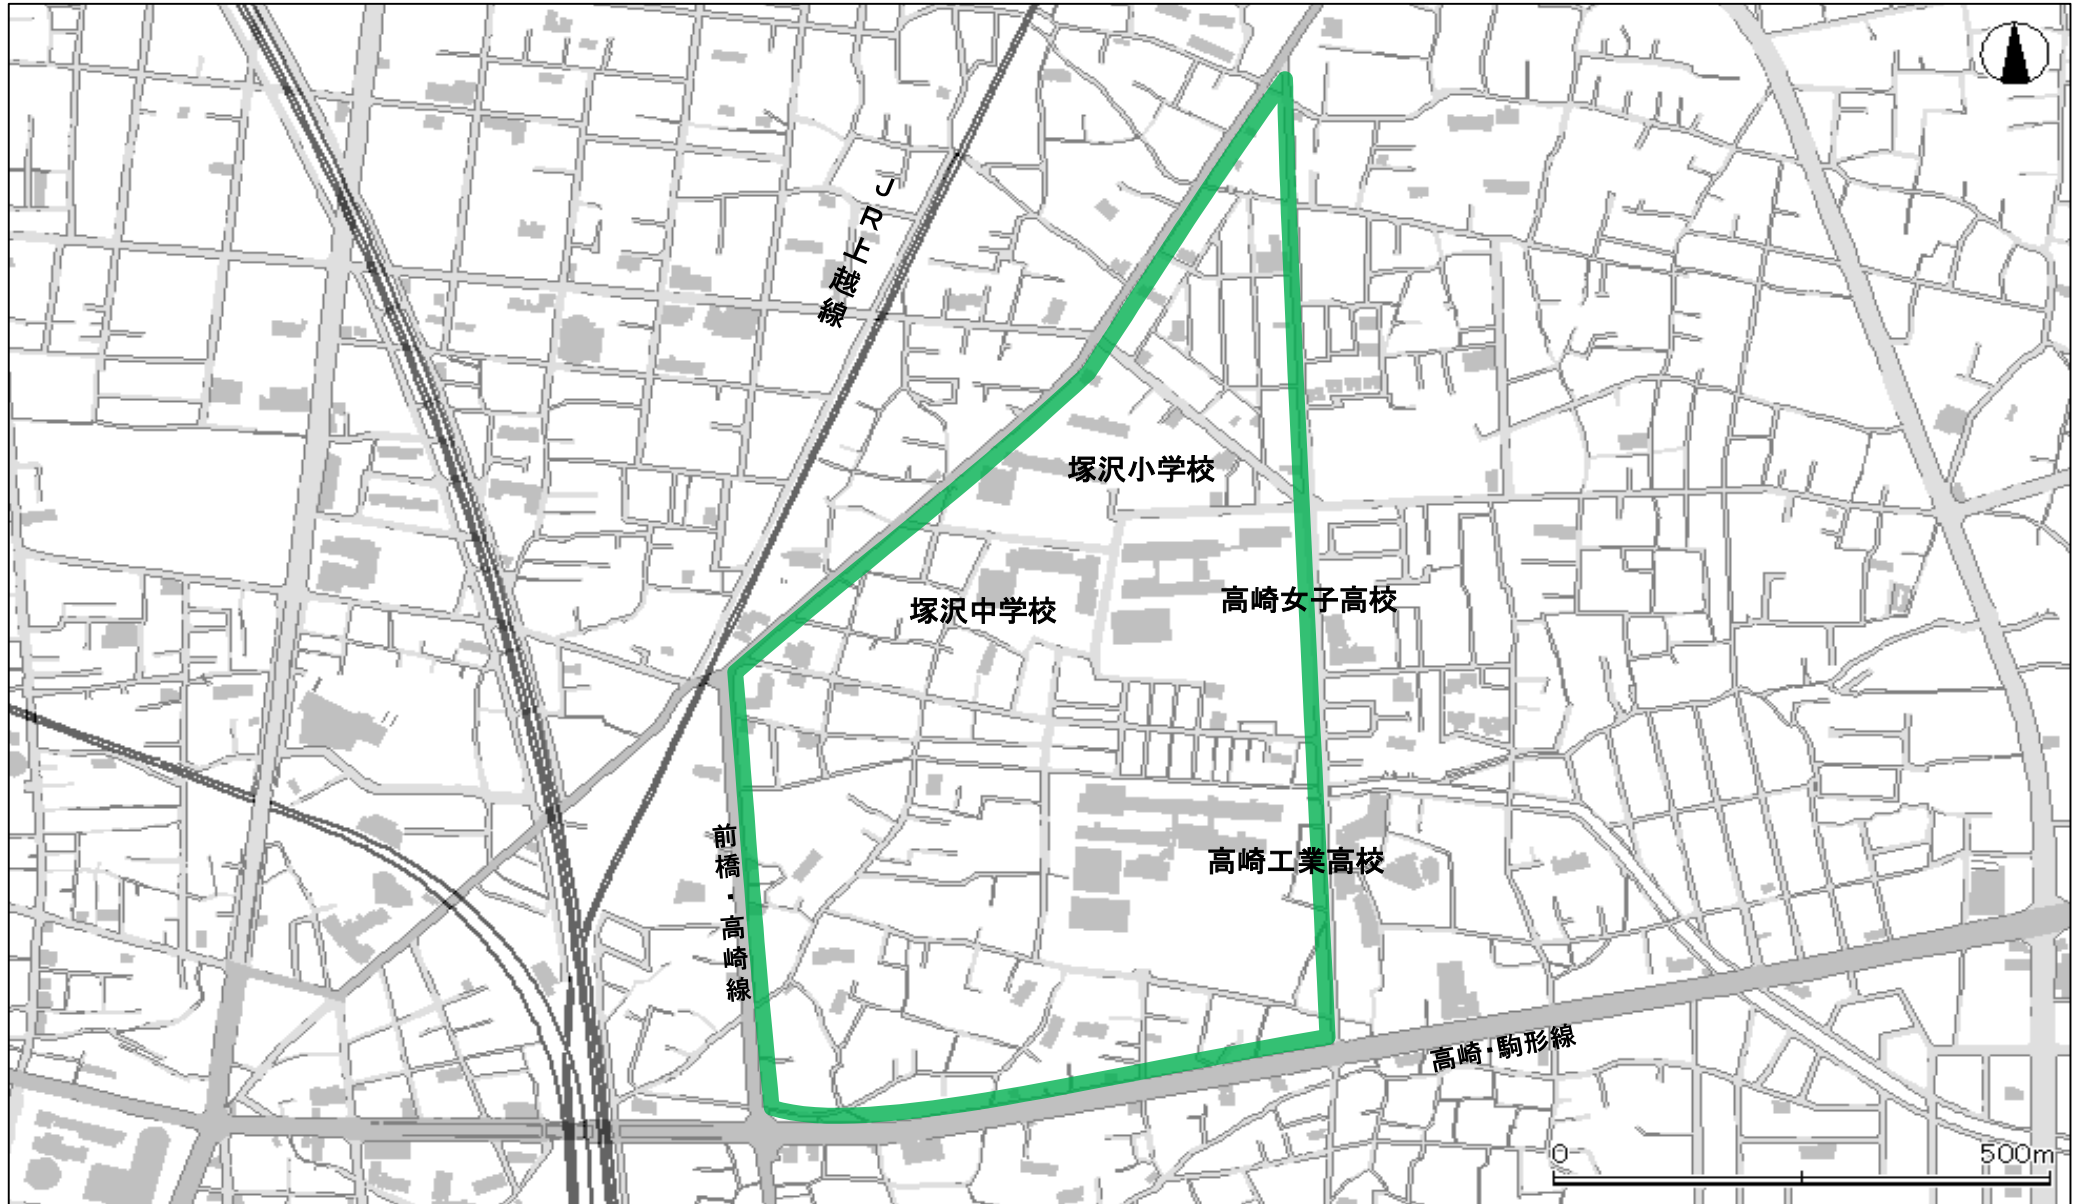 JR上越線
塚沢小学校
高崎女子高校
塚沢中学校
前橋・高崎線
高崎工業高校
高崎・駒形線
0 500m